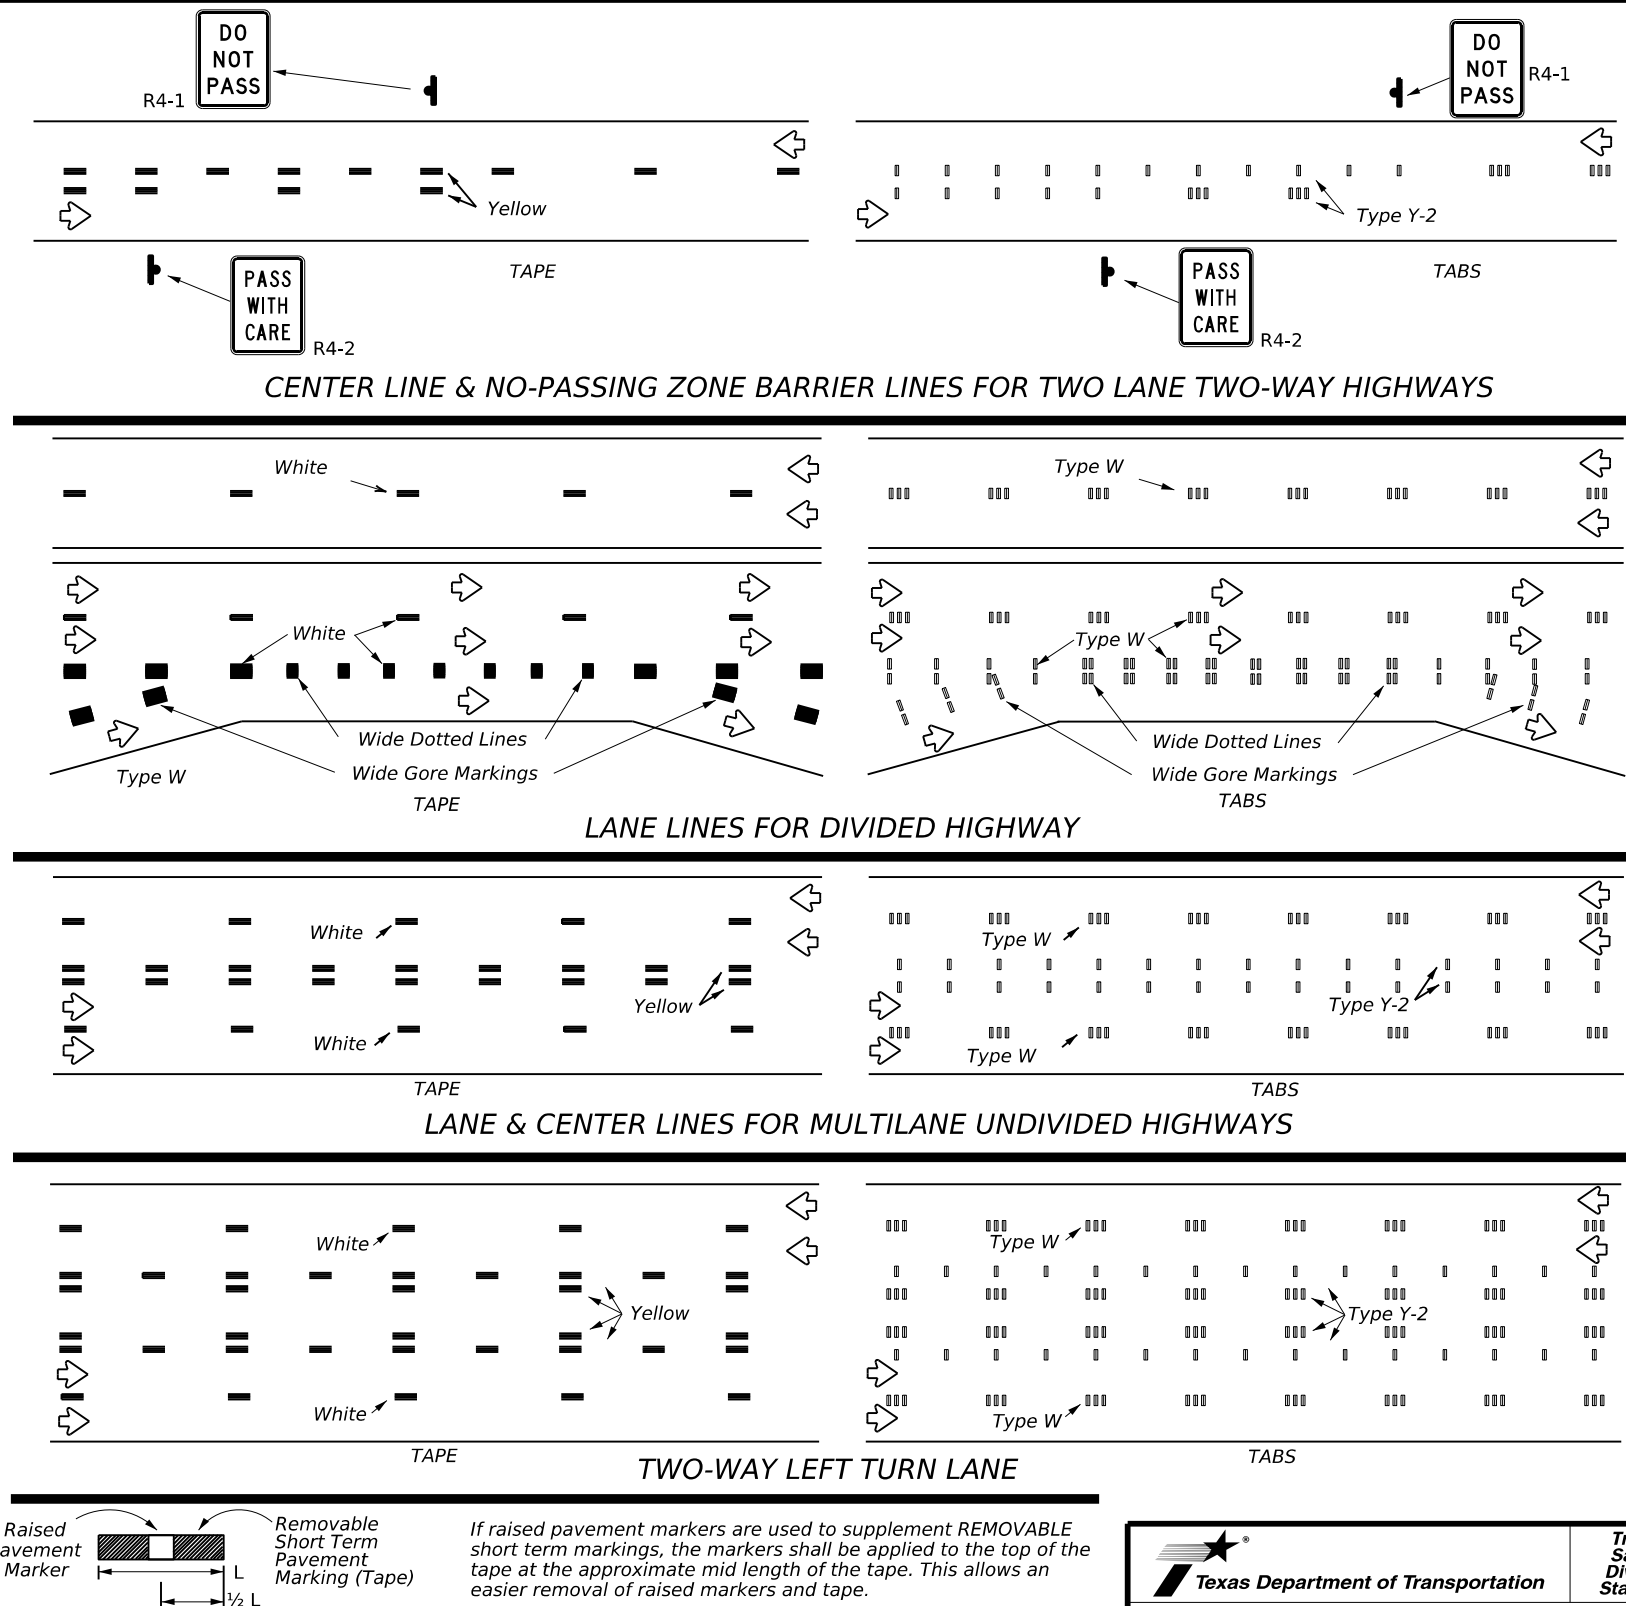 DO
NOT
PASS
R4-1
DO
NOT
PASS
R4-1
Yellow
Type Y-2
PASS
WITH
CARE
R4-2
TAPE
PASS
WITH
CARE
R4-2
TABS
CENTER LINE & NO-PASSING ZONE BARRIER LINES FOR TWO LANE TWO-WAY HIGHWAYS
White
Type W
White
Type W
Wide Dotted Lines
Wide Dotted Lines
Type W
Wide Gore Markings
Wide Gore Markings
TAPE
TABS
LANE LINES FOR DIVIDED HIGHWAY
White
Type W
Yellow
Type Y-2
White
Type W
TAPE
TABS
LANE & CENTER LINES FOR MULTILANE UNDIVIDED HIGHWAYS
White
Type W
Yellow
Type Y-2
White
Type W
TAPE
TABS
TWO-WAY LEFT TURN LANE
Raised
avement
Marker
Removable
Short Term
Pavement
Marking (Tape)
L
½ L
If raised pavement markers are used to supplement REMOVABLE
short term markings, the markers shall be applied to the top of the
tape at the approximate mid length of the tape. This allows an
easier removal of raised markers and tape.
®
Texas Department of Transportation